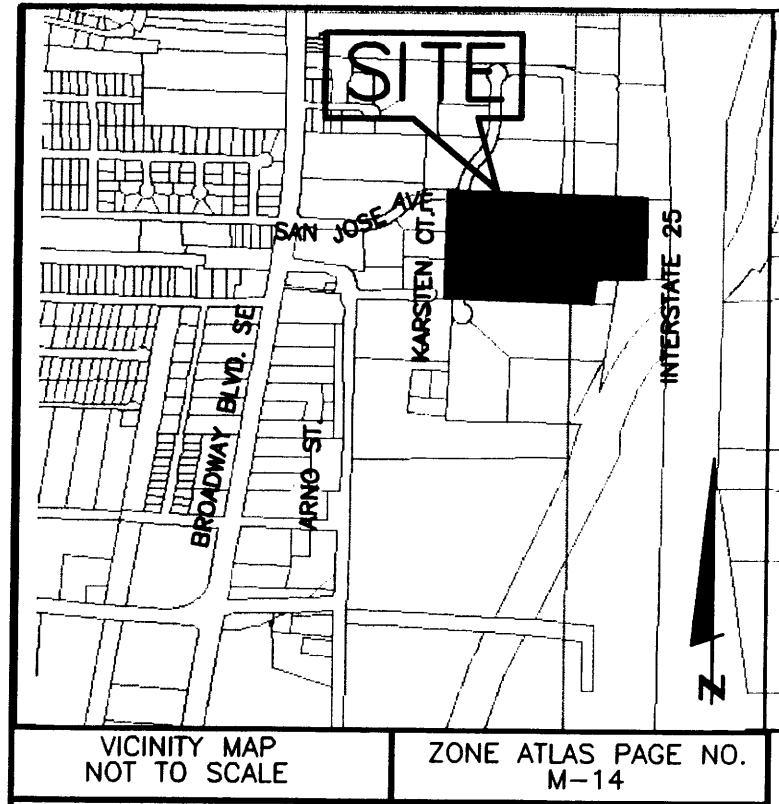 SITE
SAN JOSE AVE
KARSTEN CT.
INTERSTATE 25
BROADWAY BLVD. SE
ARNO ST.
N
VICINITY MAP
NOT TO SCALE
ZONE ATLAS PAGE NO.
M-14